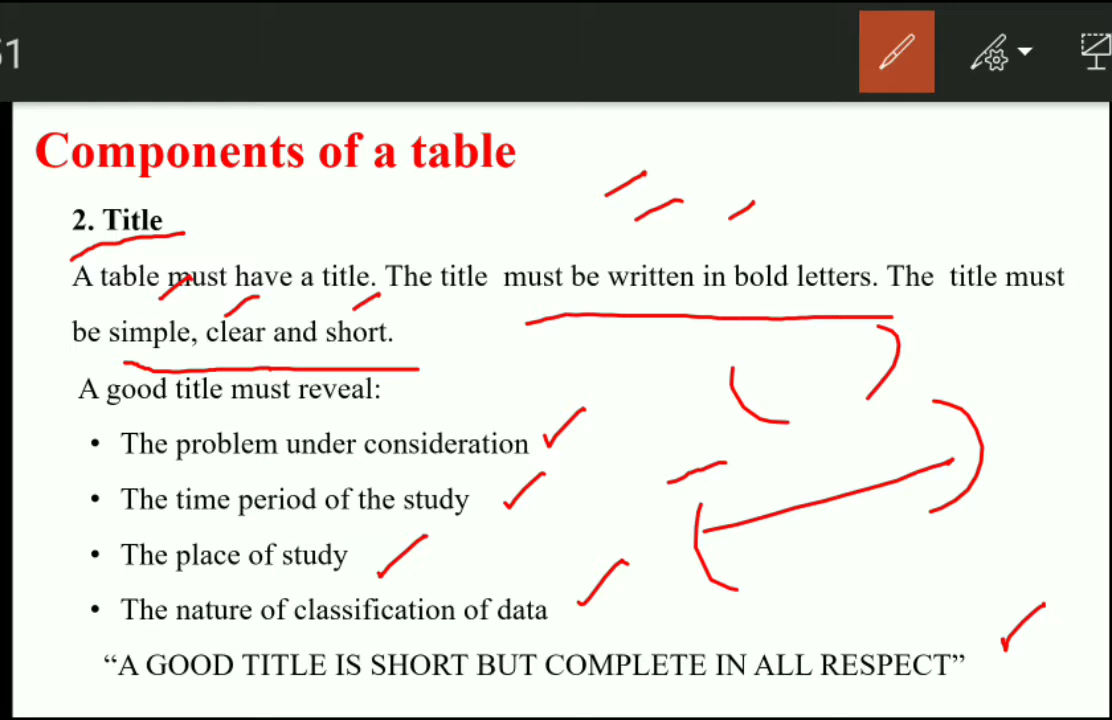 51
Components of a table
2. Title
A table must have a title. The title must be written in bold letters. The title must
be simple, clear and short.
A good title must reveal:
• The problem under consideration
• The time period of the study
• The place of study
• The nature of classification of data
“A GOOD TITLE IS SHORT BUT COMPLETE IN ALL RESPECT”